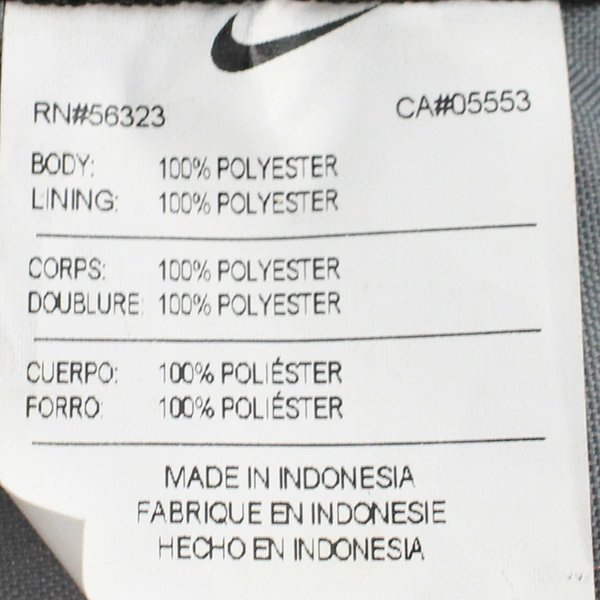 RN#56323 CA#05553
BODY: 100% POLYESTER
LINING: 100% POLYESTER
CORPS: 100% POLYESTER
DOUBLURE: 100% POLYESTER
CUERPO: 100% POLIÉSTER
FORRO: 100% POLIÉSTER
MADE IN INDONESIA
FABRIQUE EN INDONESIE
HECHO EN INDONESIA